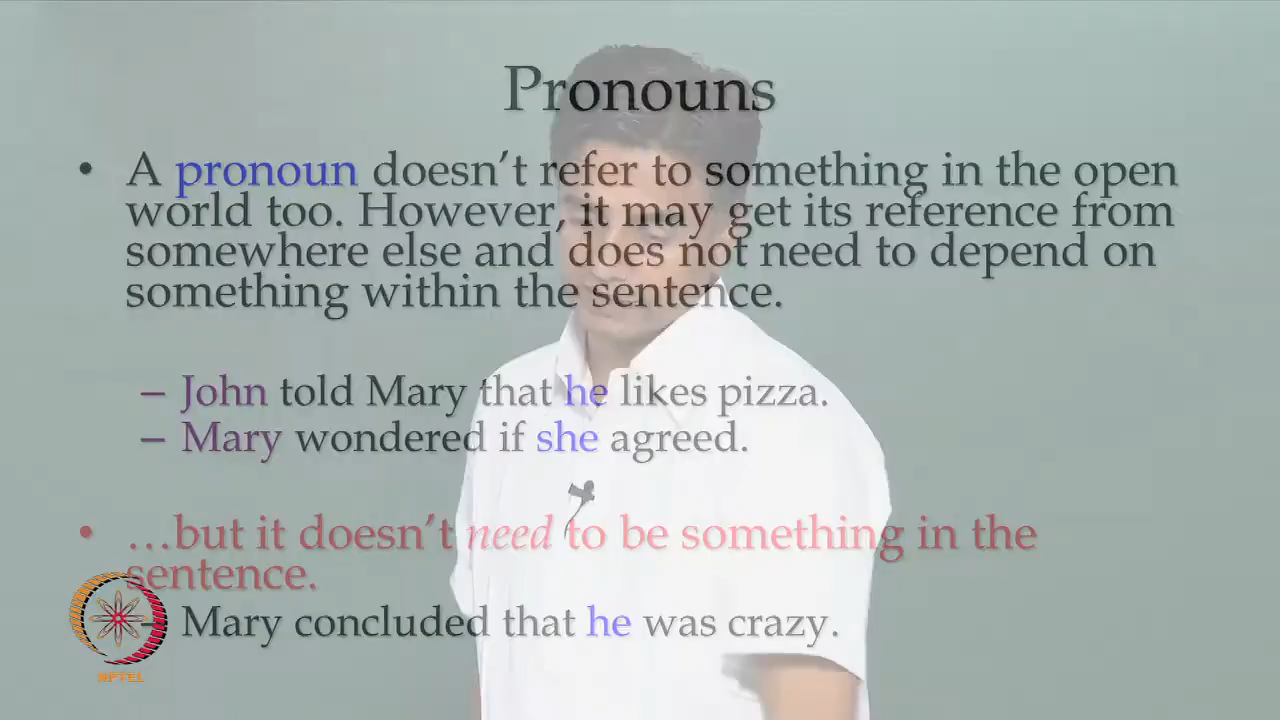 Pronouns
• A pronoun doesn’t refer to something in the open
world too. However, it may get its reference from
somewhere else and does not need to depend on
something within the sentence.
– John told Mary that he likes pizza.
– Mary wondered if she agreed.
• …but it doesn’t need to be something in the
sentence.
– Mary concluded that he was crazy.
NPTEL